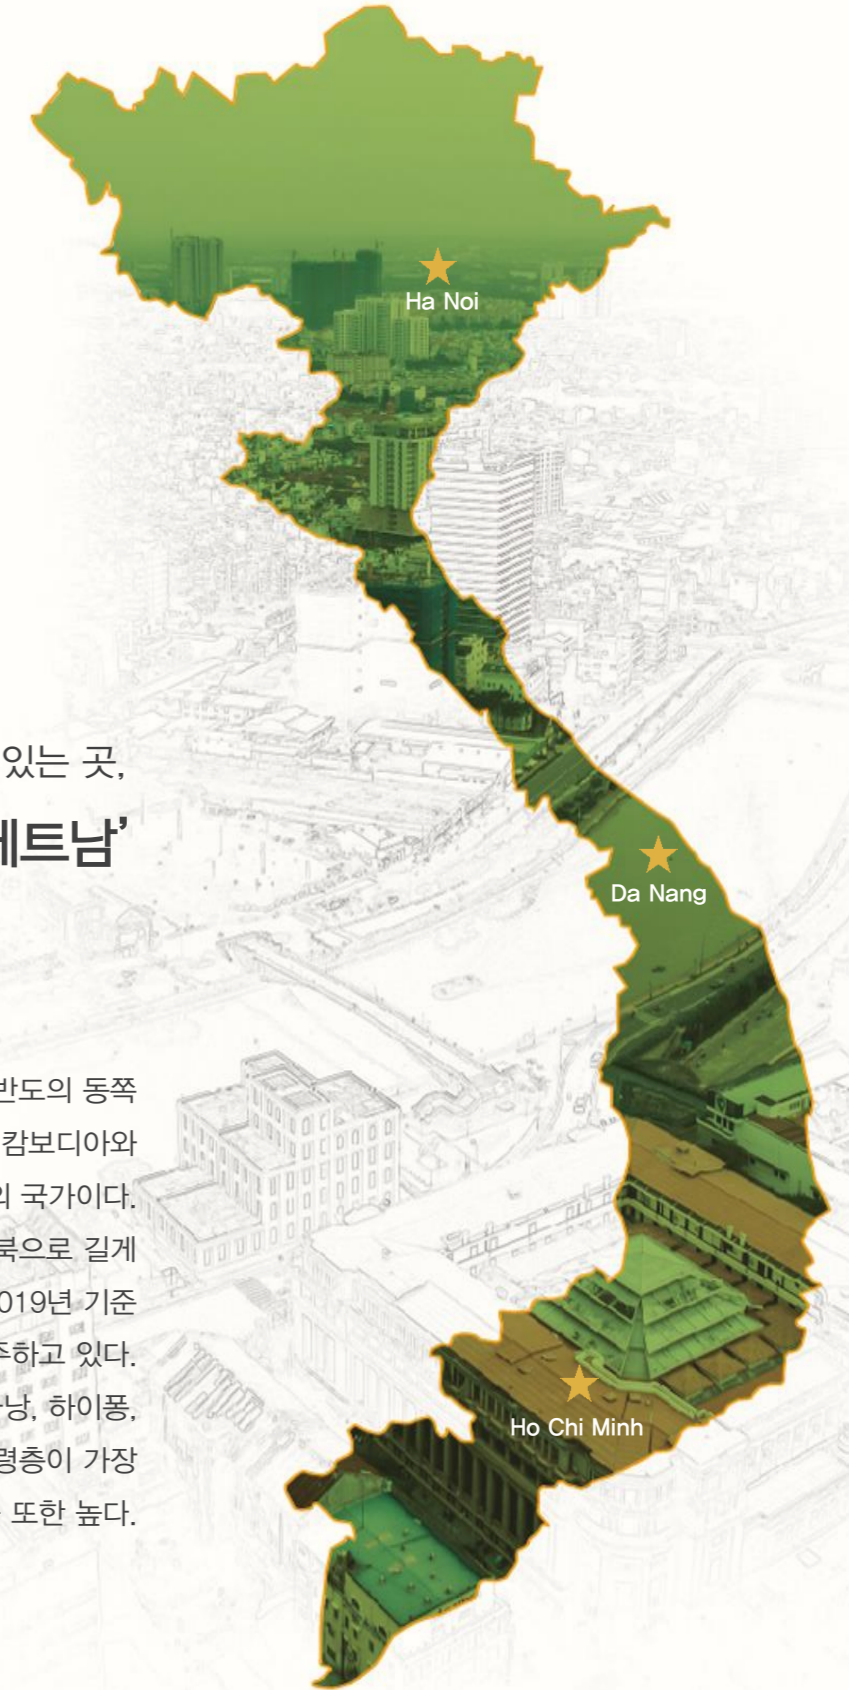 Ha Noi
있는 곳,
베트남’
Da Nang
반도의 동쪽
캄보디아와
국가이다.
북으로 길게
019년 기준
하고 있다.
낭, 하이퐁,
령층이 가장
또한 높다.
Ho Chi Minh